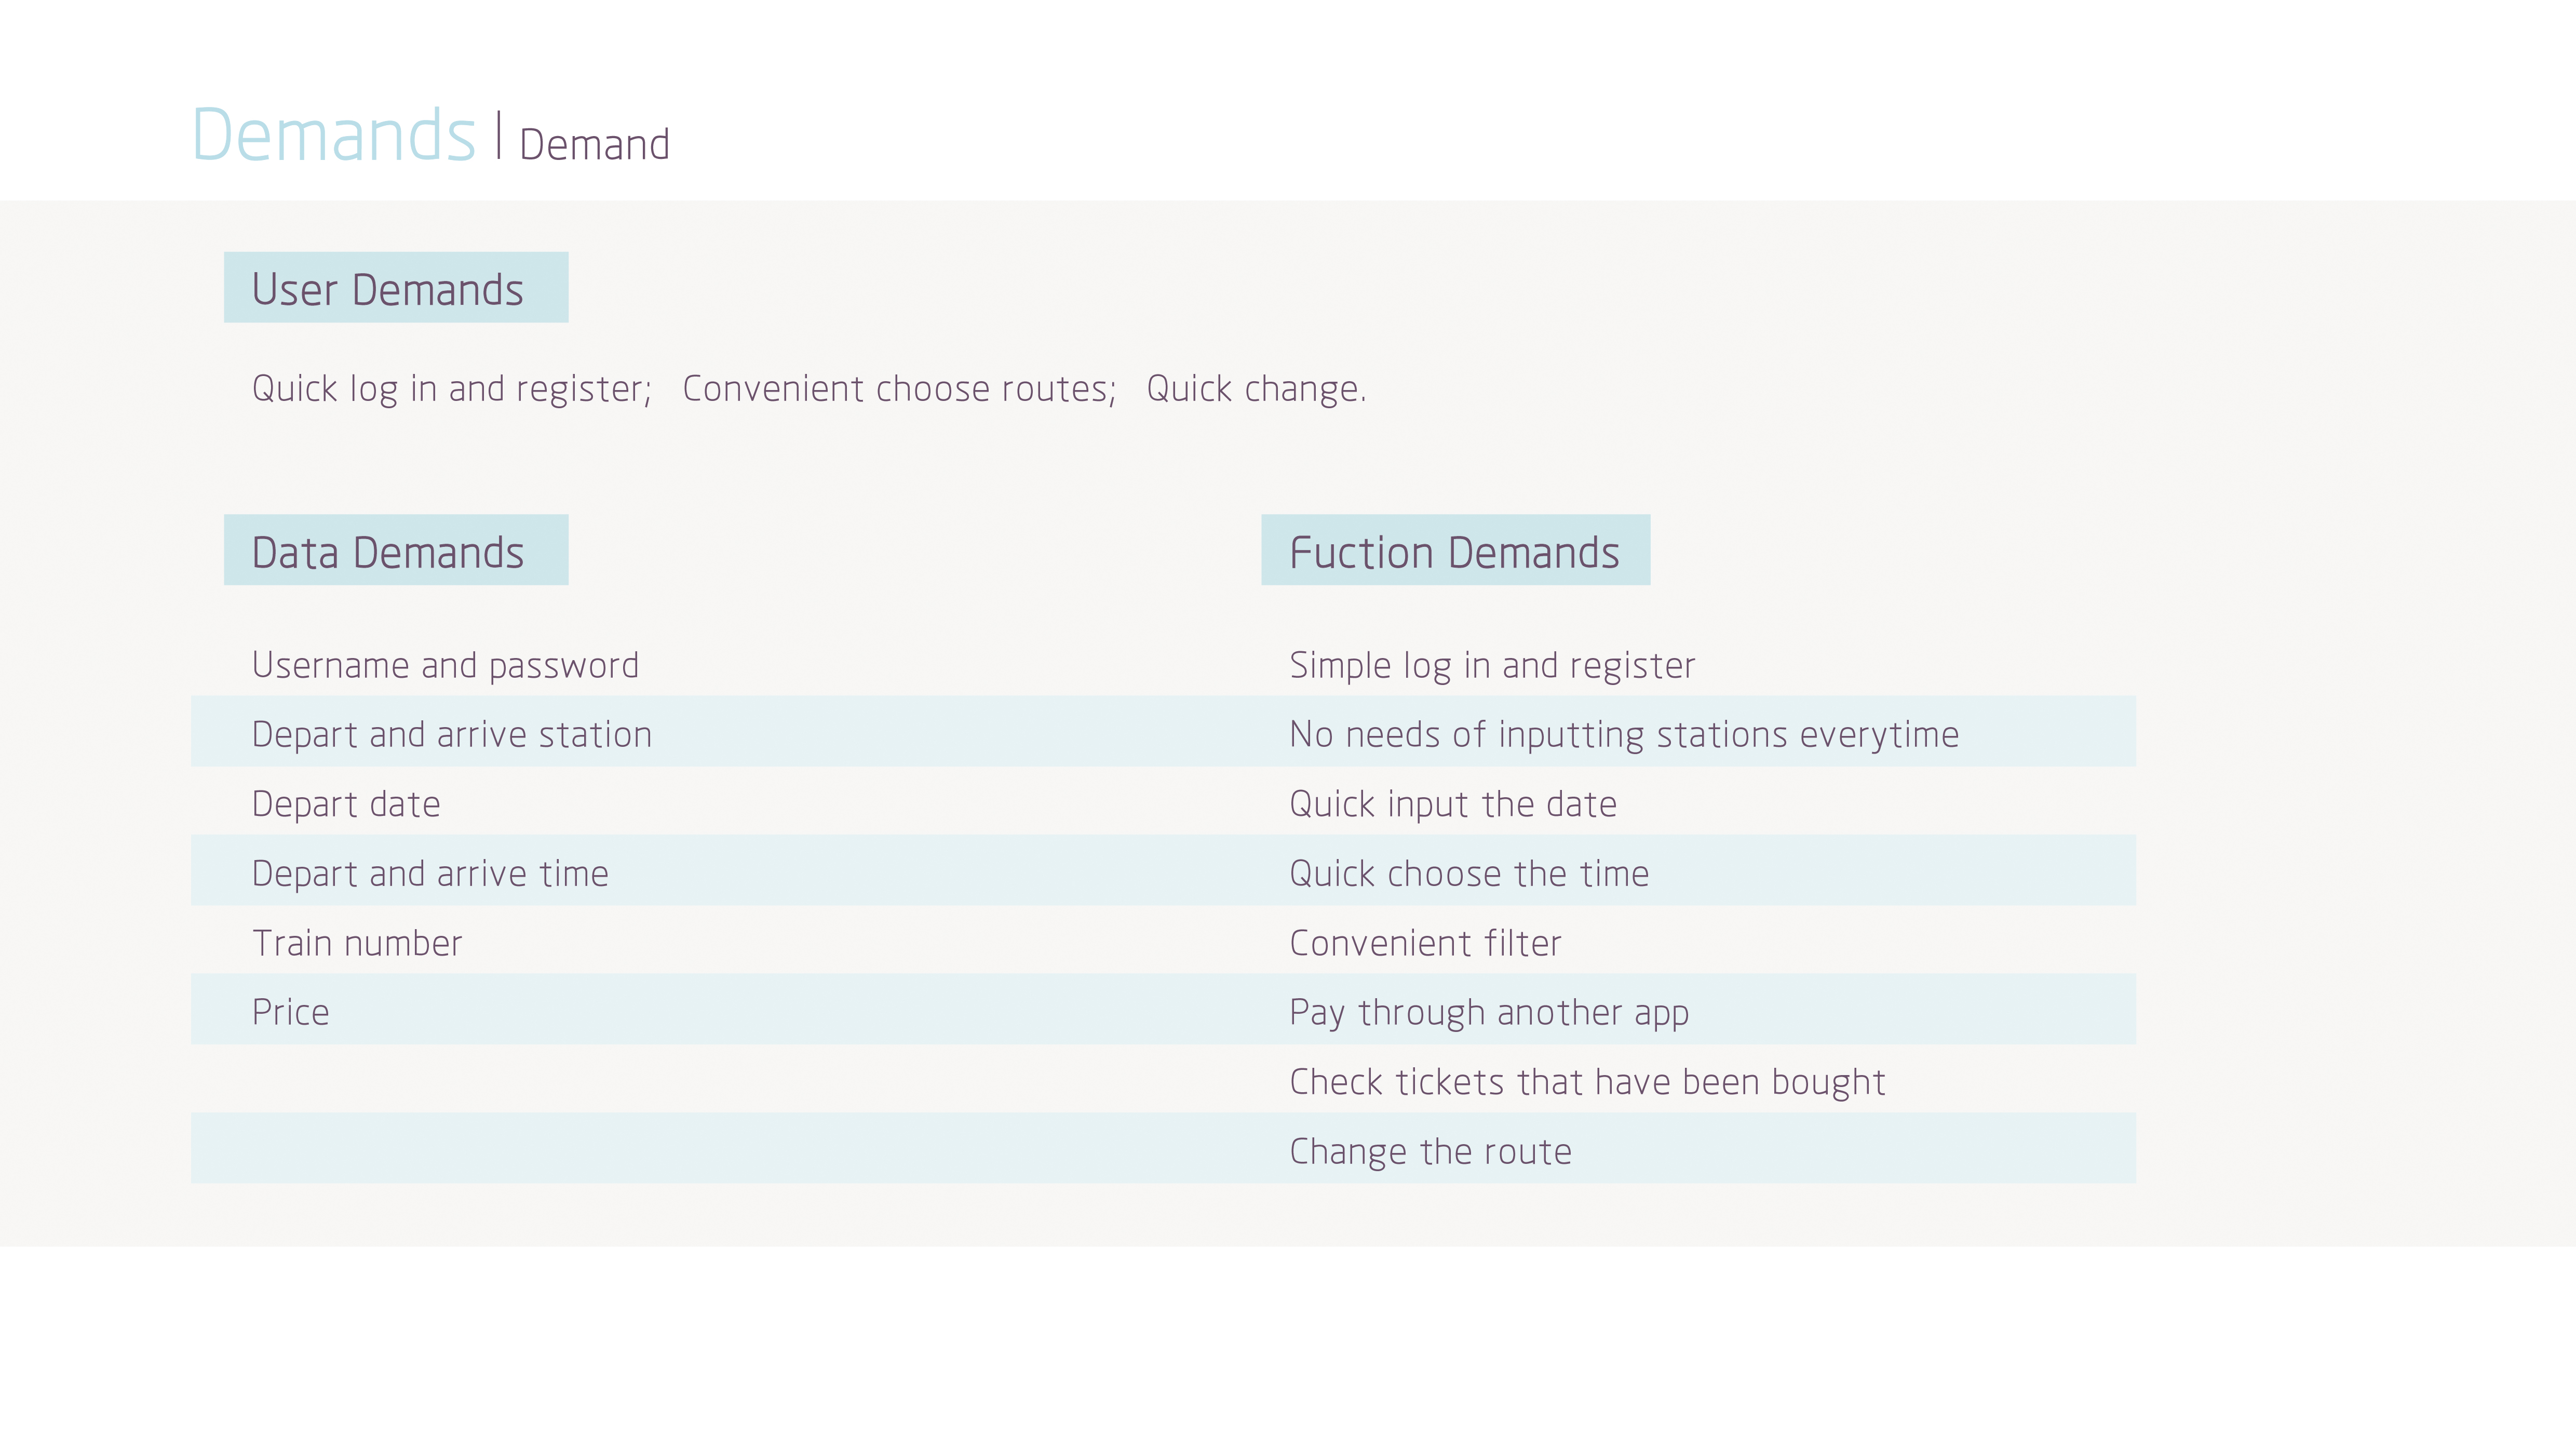 Demands | Demand
User Demands
Quick log in and register; Convenient choose routes; Quick change.
Data Demands
Username and password
Depart and arrive station
Depart date
Depart and arrive time
Train number
Price
Fuction Demands
Simple log in and register
No needs of inputting stations everytime
Quick input the date
Quick choose the time
Convenient filter
Pay through another app
Check tickets that have been bought
Change the route